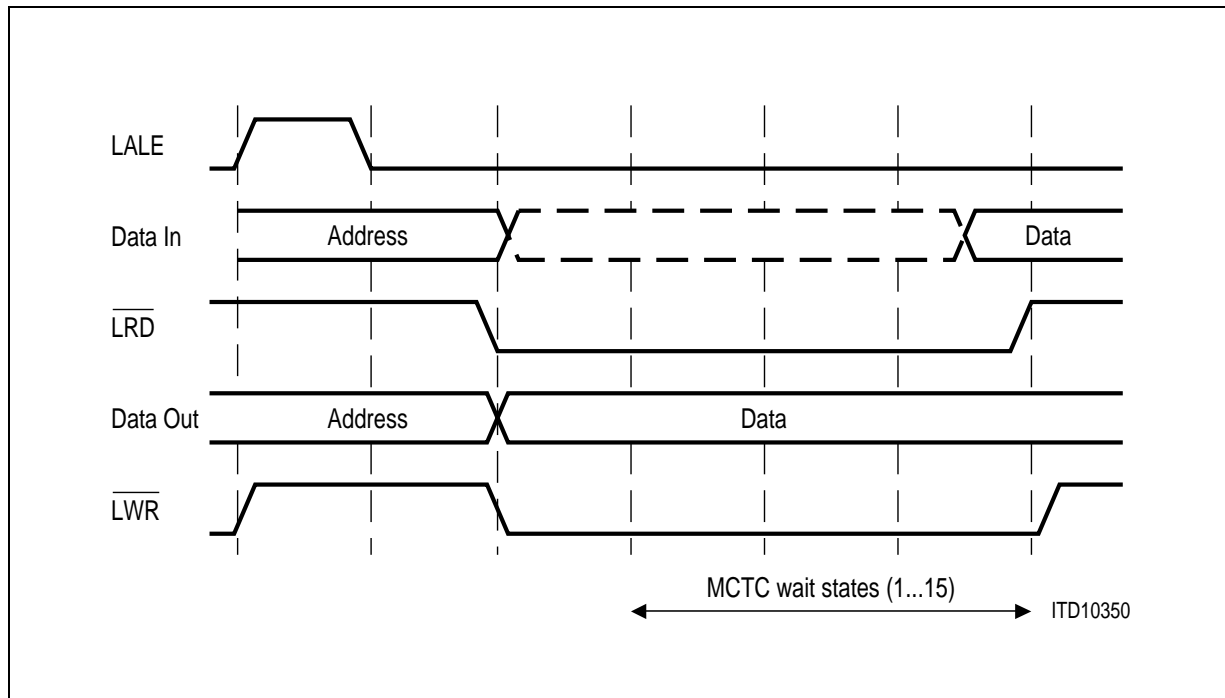 LALE
Data In Address Data
LRD
Data Out Address Data
LWR
MCTC wait states (1...15)
ITD10350